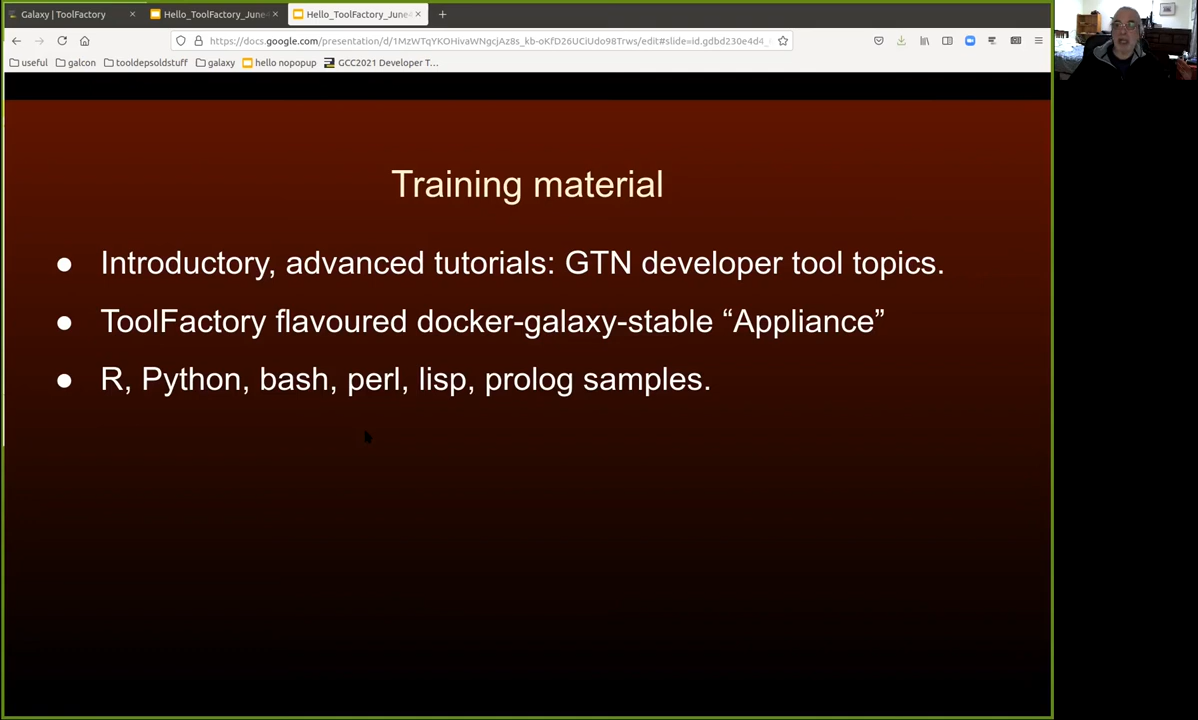 Galaxy | ToolFactory
Hello_ToolFactory_June
Hello_ToolFactory_June
https://docs.google.com/presentation/d/1MzWTqYKOHivaWNgcjAz8s_kb-oKfD26UCiUdo98Trws/edit#slide=id.gdbd230e4d4_
useful
galcon
tooldepsoldstuff
galaxy
hello nopopup
GCC2021 Developer T...
Training material
● Introductory, advanced tutorials: GTN developer tool topics.
● ToolFactory flavoured docker-galaxy-stable “Appliance”
● R, Python, bash, perl, lisp, prolog samples.